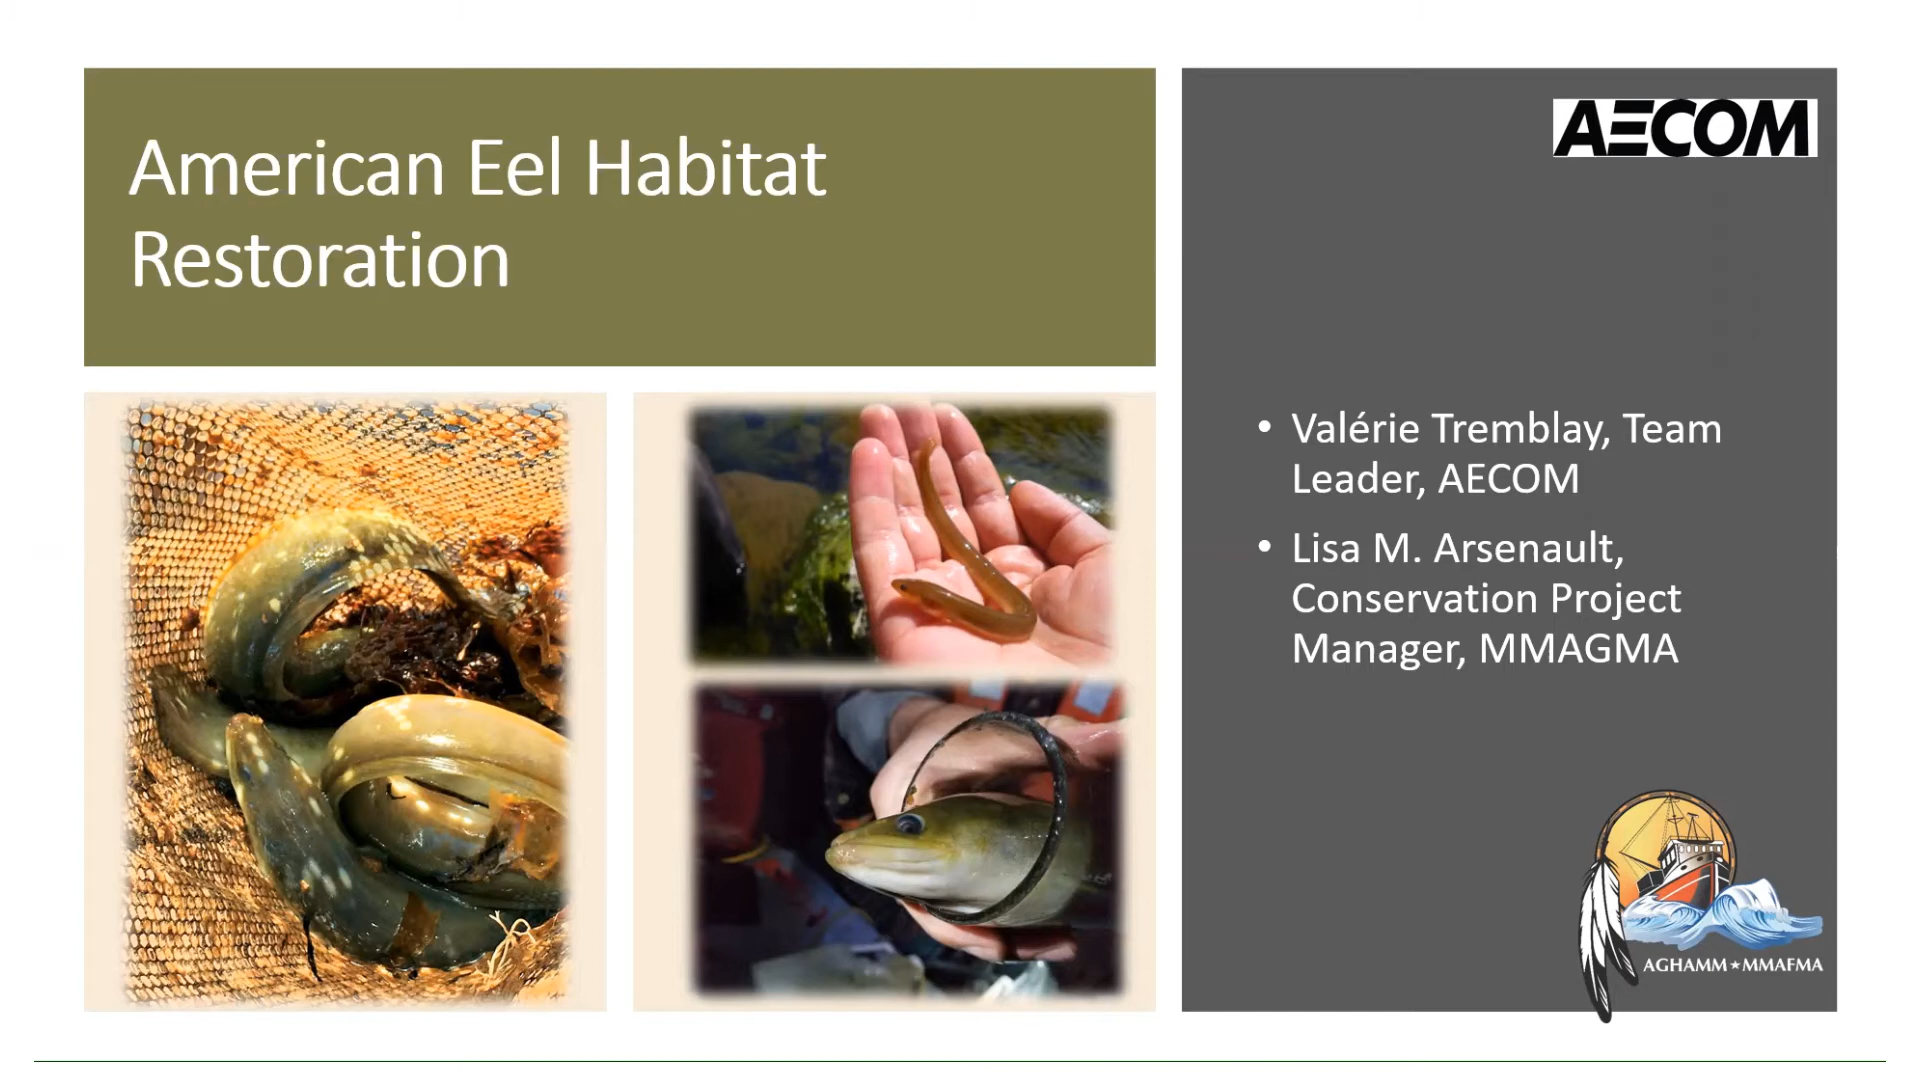 American Eel Habitat
Restoration
AECOM
• Valérie Tremblay, Team
Leader, AECOM
• Lisa M. Arsenault,
Conservation Project
Manager, MMAGMA
AGHAMM★MMAFMA